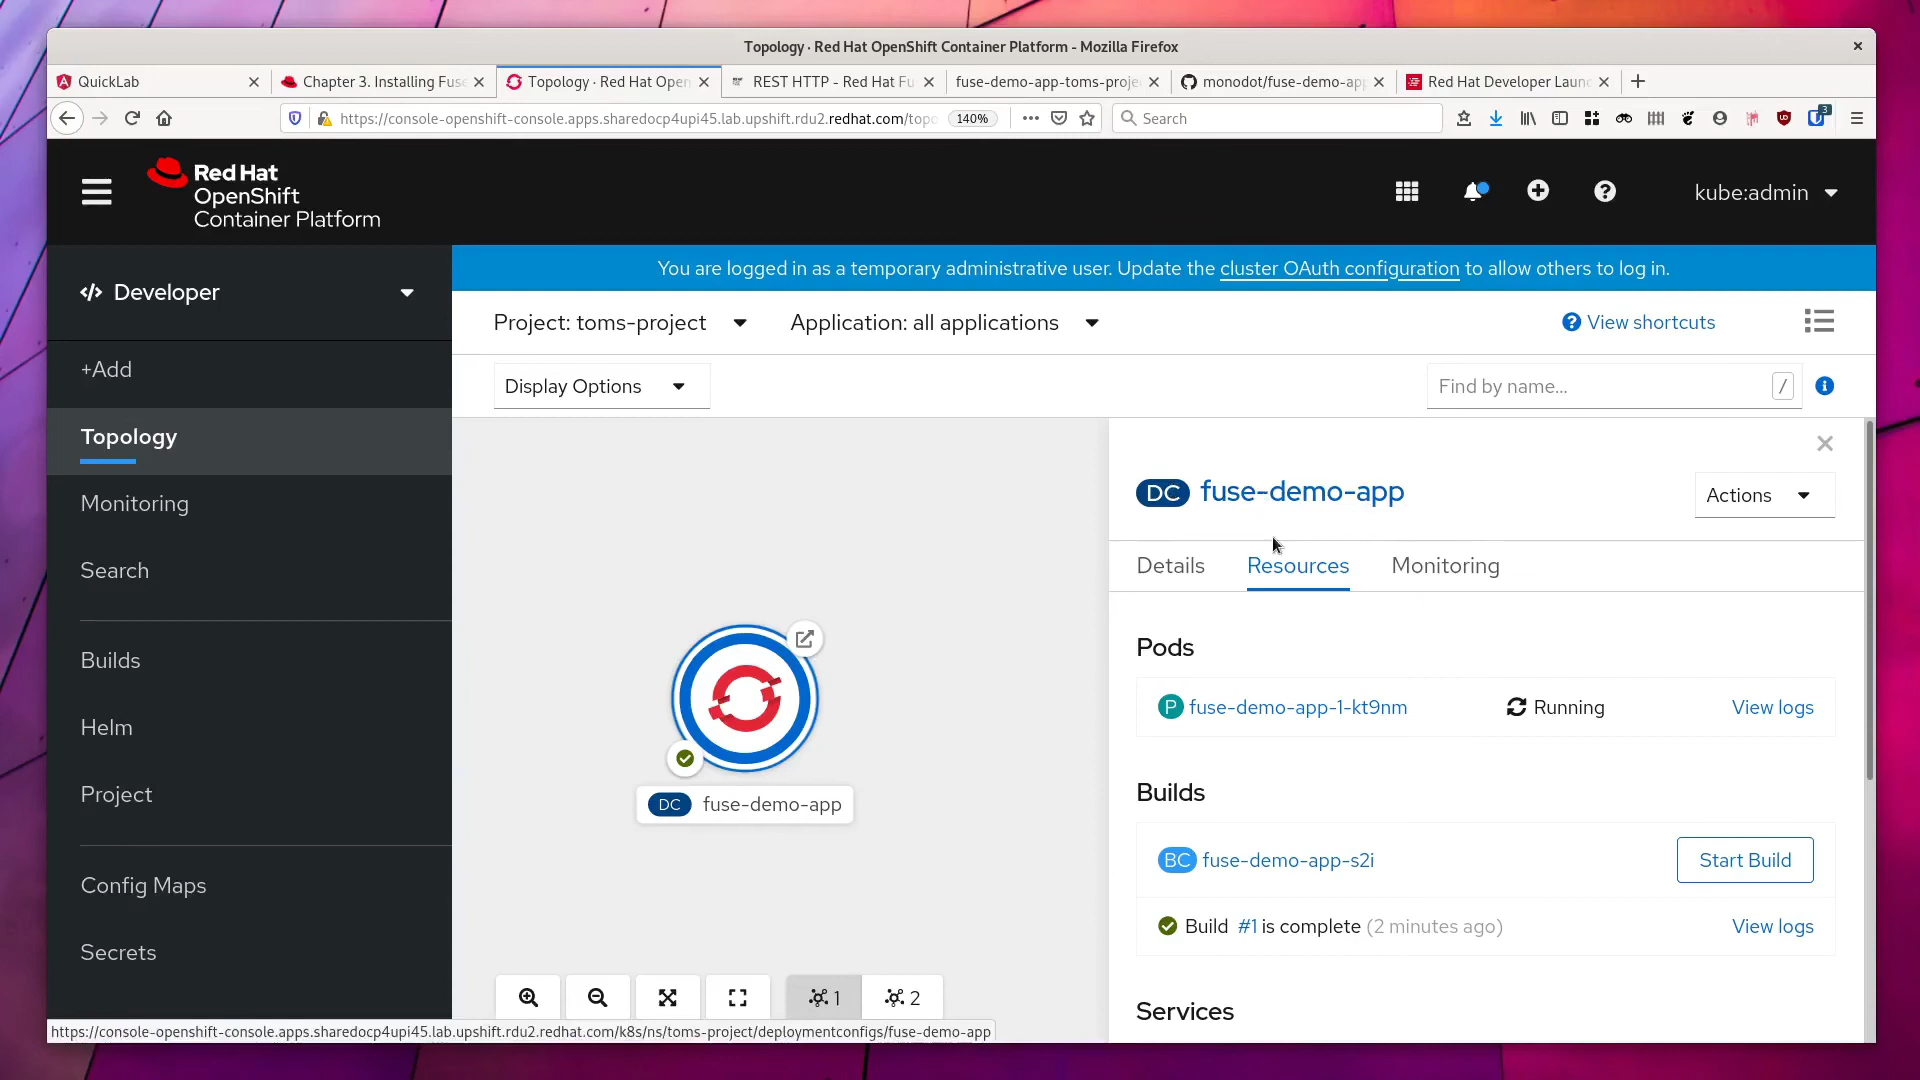 Topology · Red Hat OpenShift Container Platform - Mozilla Firefox
QuickLab
Chapter 3. Installing Fuse
Topology · Red Hat Open
REST HTTP - Red Hat Fu
fuse-demo-app-toms-proje
monodot/fuse-demo-app
Red Hat Developer Laun
https://console-openshift-console.apps.sharedocp4upi45.lab.upshift.rdu2.redhat.com/topo
140%
Search
3
Red Hat
OpenShift
Container Platform
kube:admin
Developer
You are logged in as a temporary administrative user. Update the cluster OAuth configuration to allow others to log in.
Project: toms-project
Application: all applications
View shortcuts
+Add
Display Options
Find by name...
/
Topology
Monitoring
Search
Builds
Helm
Project
Config Maps
Secrets
DC fuse-demo-app
DC fuse-demo-app
Actions
Details
Resources
Monitoring
Pods
P fuse-demo-app-1-kt9nm
Running
View logs
Builds
BC fuse-demo-app-s2i
Start Build
Build #1 is complete (2 minutes ago)
View logs
Services
1
2
https://console-openshift-console.apps.sharedocp4upi45.lab.upshift.rdu2.redhat.com/k8s/ns/toms-project/deploymentconfigs/fuse-demo-app